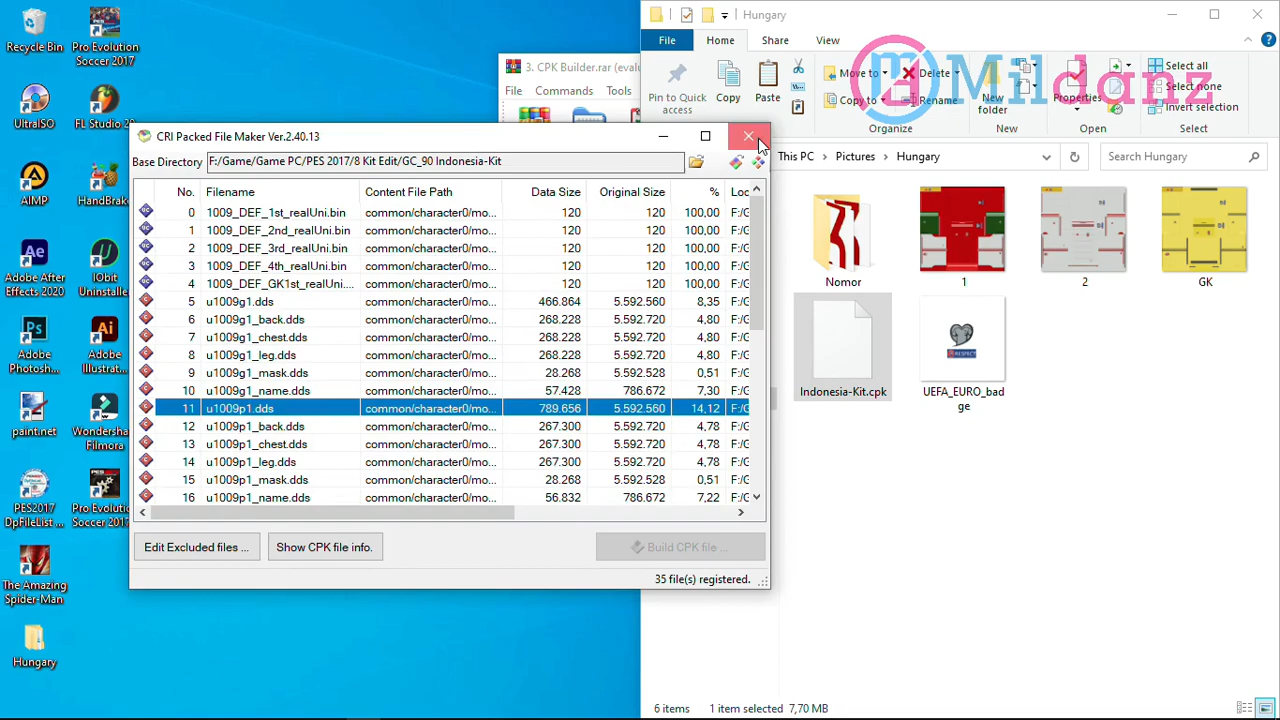 Recycle Bin
Pro Evolution
Soccer 2017
UltraISO
FL Studio 20
AIMP
HandBrake
Adobe After
Effects 2020
IObit
Uninstaller
Adobe
Photosh...
Adobe
Illustrat...
paint.net
Wondershare
Filmora
PES2017
DpFileList ...
Pro Evolution
Soccer 2017
The Amazing
Spider-Man
Hungary
3. CPK Builder.rar (evalu
File Commands Tools
CRI Packed File Maker Ver.2.40.13
Base Directory F:/Game/Game PC/PES 2017/8 Kit Edit/GC_90 Indonesia-Kit
No. Filename Content File Path Data Size Original Size % Loc
0 1009_DEF_1st_realUni.bin common/character0/mo... 120 120 100,00 F:/G
1 1009_DEF_2nd_realUni.bin common/character0/mo... 120 120 100,00 F:/G
2 1009_DEF_3rd_realUni.bin common/character0/mo... 120 120 100,00 F:/G
3 1009_DEF_4th_realUni.bin common/character0/mo... 120 120 100,00 F:/G
4 1009_DEF_GK1st_realUni.... common/character0/mo... 120 120 100,00 F:/G
5 u1009g1.dds common/character0/mo... 466.864 5.592.560 8,35 F:/G
6 u1009g1_back.dds common/character0/mo... 268.228 5.592.720 4,80 F:/G
7 u1009g1_chest.dds common/character0/mo... 268.228 5.592.720 4,80 F:/G
8 u1009g1_leg.dds common/character0/mo... 268.228 5.592.720 4,80 F:/G
9 u1009g1_mask.dds common/character0/mo... 28.268 5.592.528 0,51 F:/G
10 u1009g1_name.dds common/character0/mo... 57.428 786.672 7,30 F:/G
11 u1009p1.dds common/character0/mo... 789.656 5.592.560 14,12 F:/G
12 u1009p1_back.dds common/character0/mo... 267.300 5.592.720 4,78 F:/G
13 u1009p1_chest.dds common/character0/mo... 267.300 5.592.720 4,78 F:/G
14 u1009p1_leg.dds common/character0/mo... 267.300 5.592.720 4,78 F:/G
15 u1009p1_mask.dds common/character0/mo... 28.268 5.592.528 0,51 F:/G
16 u1009p1_name.dds common/character0/mo... 56.832 786.672 7,22 F:/G
Edit Excluded files ... Show CPK file info. Build CPK file ...
35 file(s) registered.
Hungary
File Home Share View
Mildanz
Pin to Quick
access
Copy
Paste
Move to
Copy to
Delete
Rename
Organize
New
folder
New
Properties
Open
Select all
Select none
Invert selection
Select
This PC Pictures Hungary
Search Hungary
Nomor
1
2
GK
Indonesia-Kit.cpk
RESPECT
UEFA_EURO_bad
ge
6 items 1 item selected 7,70 MB